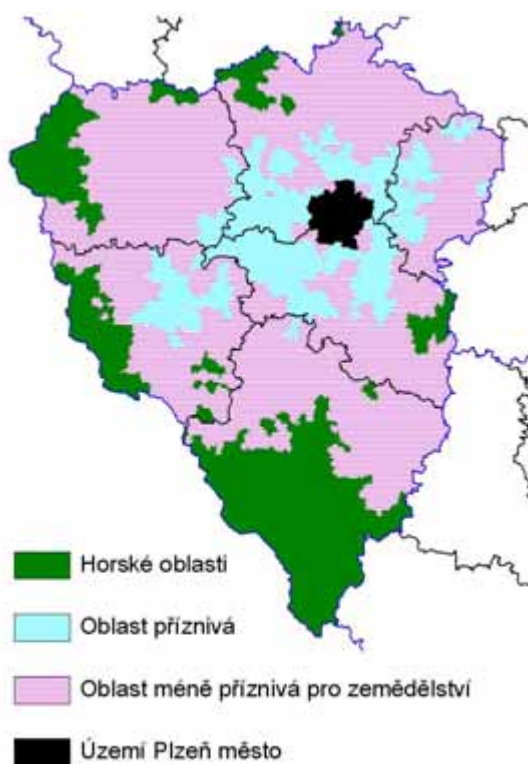 Horské oblasti
Oblast příznivá
Oblast méně příznivá pro zemědělství
Území Plzeň město